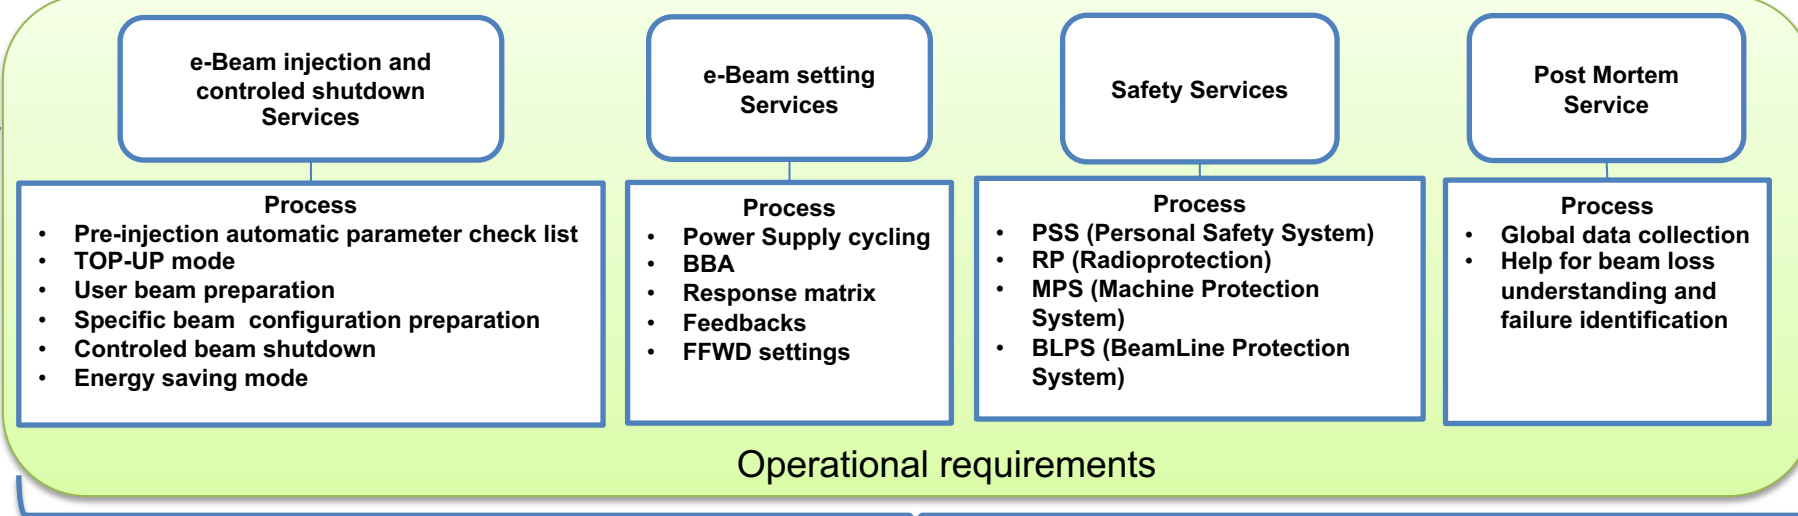 e-Beam injection and
controled shutdown
Services
e-Beam setting
Services
Safety Services
Post Mortem
Service
Process
• Pre-injection automatic parameter check list
• TOP-UP mode
• User beam preparation
• Specific beam  configuration preparation
• Controled beam shutdown
• Energy saving mode
Process
• Power Supply cycling
• BBA
• Response matrix
• Feedbacks
• FFWD settings
Process
• PSS (Personal Safety System)
• RP (Radioprotection)
• MPS (Machine Protection
System)
• BLPS (BeamLine Protection
System)
Process
• Global data collection
• Help for beam loss
understanding and
failure identification
Operational requirements